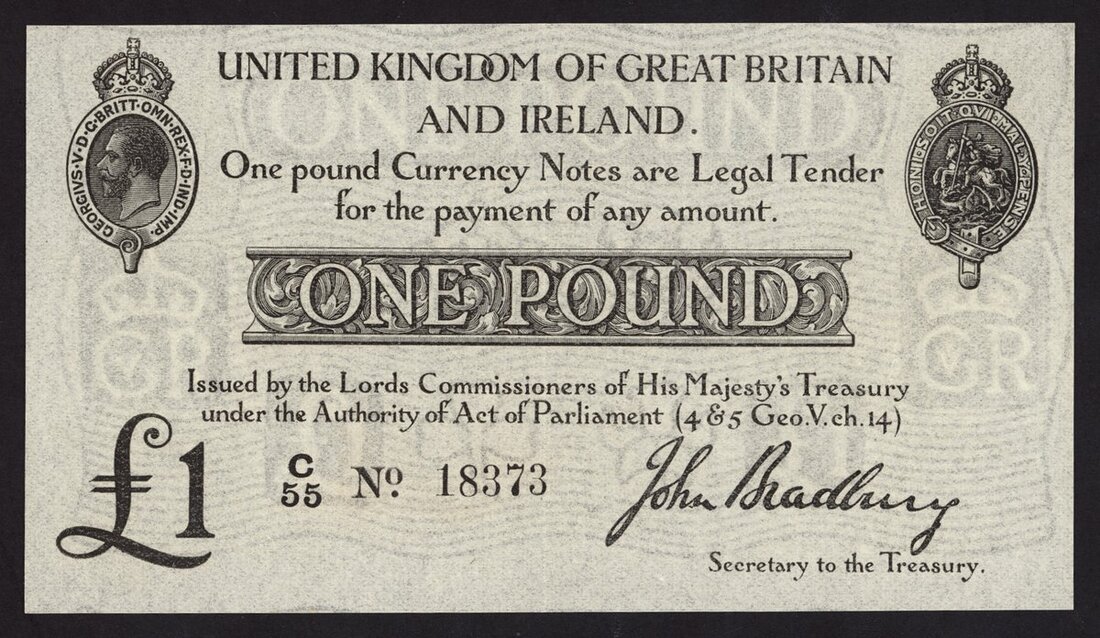 UNITED KINGDOM OF GREAT BRITAIN
AND IRELAND.
GEORGIVS·V·D·G·BRITT·OMN·REX·F·D·IND·IMP.
HONI·SOIT·QVI·MAL·Y·PENSE
One pound Currency Notes are Legal Tender
for the payment of any amount.
ONE POUND
Issued by the Lords Commissioners of His Majesty's Treasury
under the Authority of Act of Parliament (4 & 5 Geo.V. ch. 14)
£1
C
55
No. 18373
John Bradbury
Secretary to the Treasury.